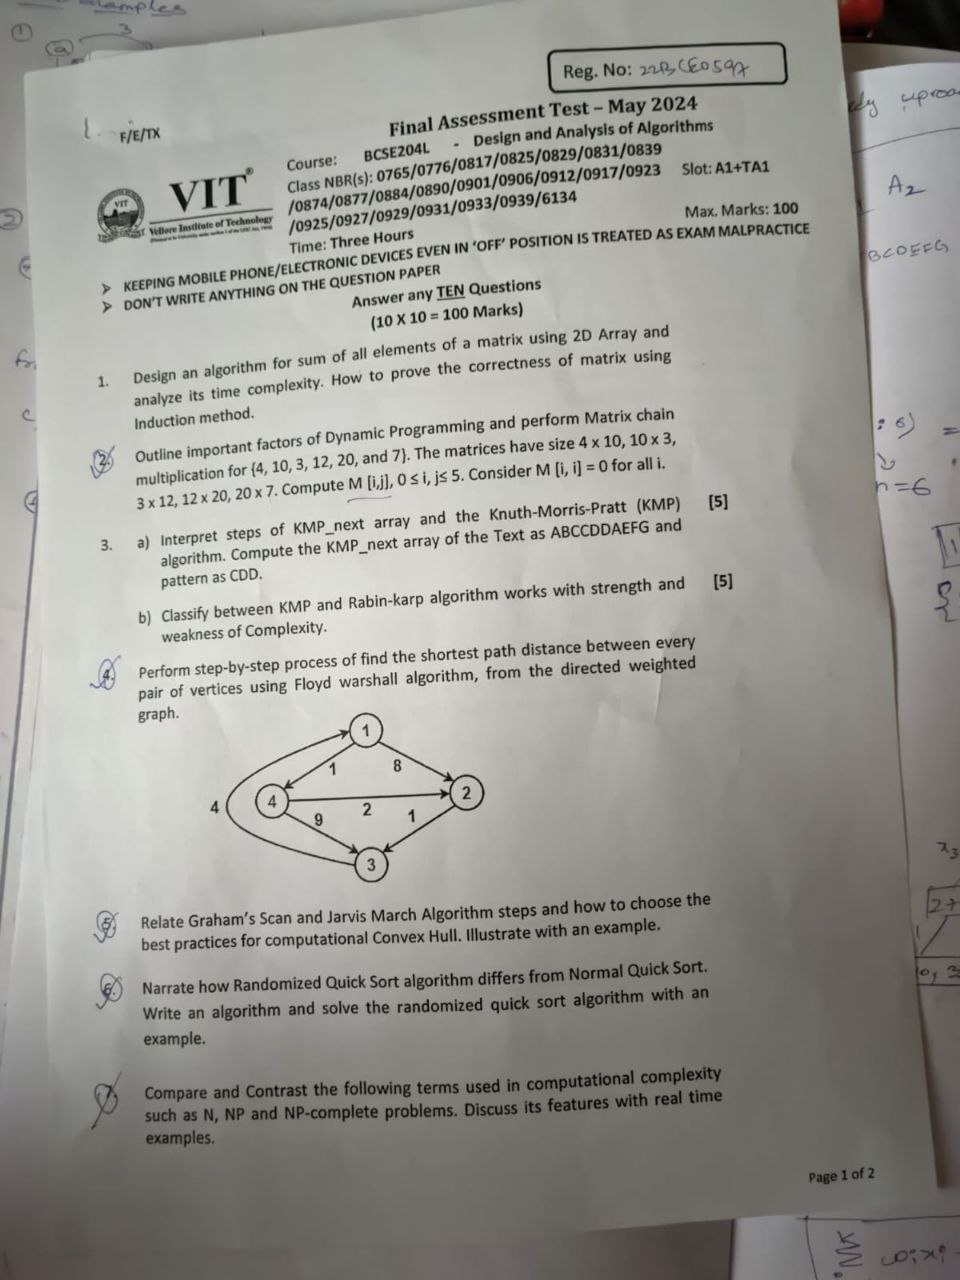 Reg. No: 22BCE0597
Final Assessment Test – May 2024
F/E/TX
Course: BCSE204L - Design and Analysis of Algorithms
Class NBR(s): 0765/0776/0817/0825/0829/0831/0839
/0874/0877/0884/0890/0901/0906/0912/0917/0923 Slot: A1+TA1
/0925/0927/0929/0931/0933/0939/6134
VIT®
Vellore Institute of Technology
Time: Three Hours Max. Marks: 100
➤ KEEPING MOBILE PHONE/ELECTRONIC DEVICES EVEN IN 'OFF' POSITION IS TREATED AS EXAM MALPRACTICE
➤ DON'T WRITE ANYTHING ON THE QUESTION PAPER
Answer any TEN Questions
(10 X 10 = 100 Marks)
1. Design an algorithm for sum of all elements of a matrix using 2D Array and
analyze its time complexity. How to prove the correctness of matrix using
Induction method.
2. Outline important factors of Dynamic Programming and perform Matrix chain
multiplication for {4, 10, 3, 12, 20, and 7}. The matrices have size 4 x 10, 10 x 3,
3 x 12, 12 x 20, 20 x 7. Compute M [i,j], 0 ≤ i, j≤ 5. Consider M [i, i] = 0 for all i.
3. a) Interpret steps of KMP_next array and the Knuth-Morris-Pratt (KMP) [5]
algorithm. Compute the KMP_next array of the Text as ABCCDDAEFG and
pattern as CDD.
b) Classify between KMP and Rabin-karp algorithm works with strength and [5]
weakness of Complexity.
4. Perform step-by-step process of find the shortest path distance between every
pair of vertices using Floyd warshall algorithm, from the directed weighted
graph.
1
1 8
4 4 2
9 2 1
3
5. Relate Graham's Scan and Jarvis March Algorithm steps and how to choose the
best practices for computational Convex Hull. Illustrate with an example.
6. Narrate how Randomized Quick Sort algorithm differs from Normal Quick Sort.
Write an algorithm and solve the randomized quick sort algorithm with an
example.
7. Compare and Contrast the following terms used in computational complexity
such as N, NP and NP-complete problems. Discuss its features with real time
examples.
Page 1 of 2
A2
n=6